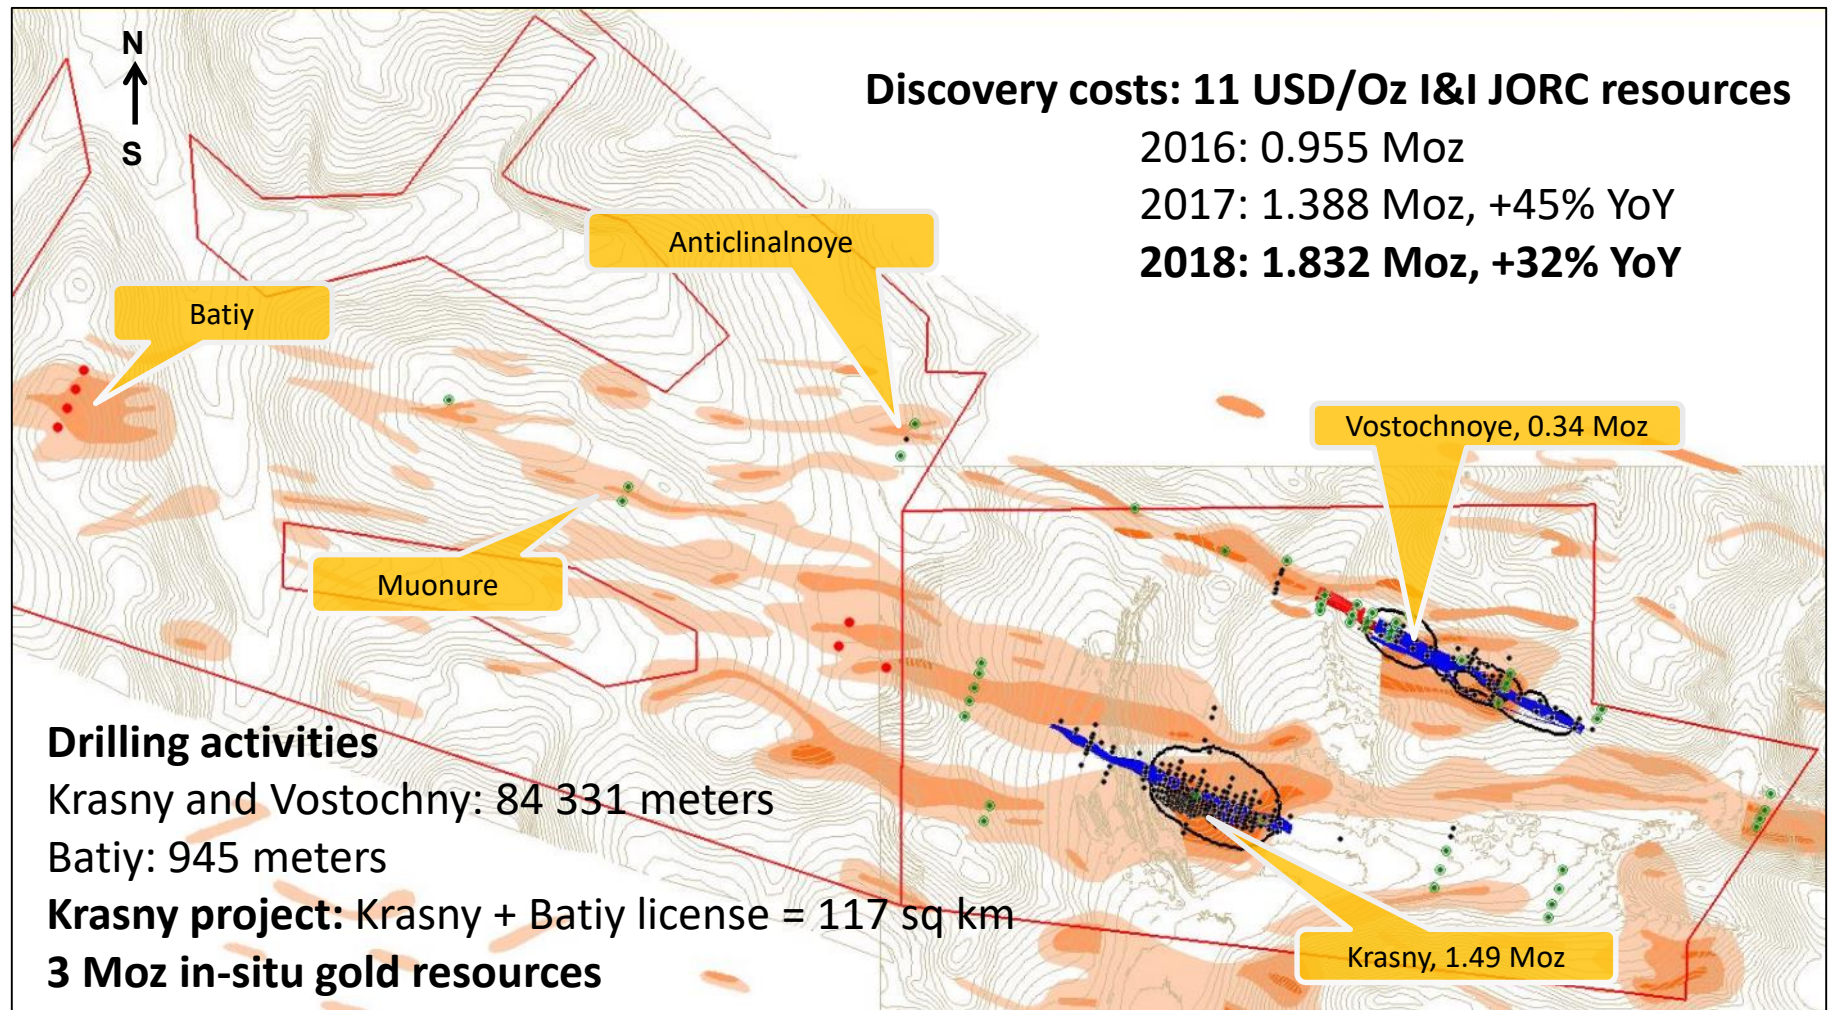 N
S
Discovery costs: 11 USD/Oz I&I JORC resources
2016: 0.955 Moz
2017: 1.388 Moz, +45% YoY
2018: 1.832 Moz, +32% YoY
Anticlinalnoye
Batiy
Vostochnoye, 0.34 Moz
Muonure
Drilling activities
Krasny and Vostochny: 84 331 meters
Batiy: 945 meters
Krasny project: Krasny + Batiy license = 117 sq km
Krasny, 1.49 Moz
3 Moz in-situ gold resources